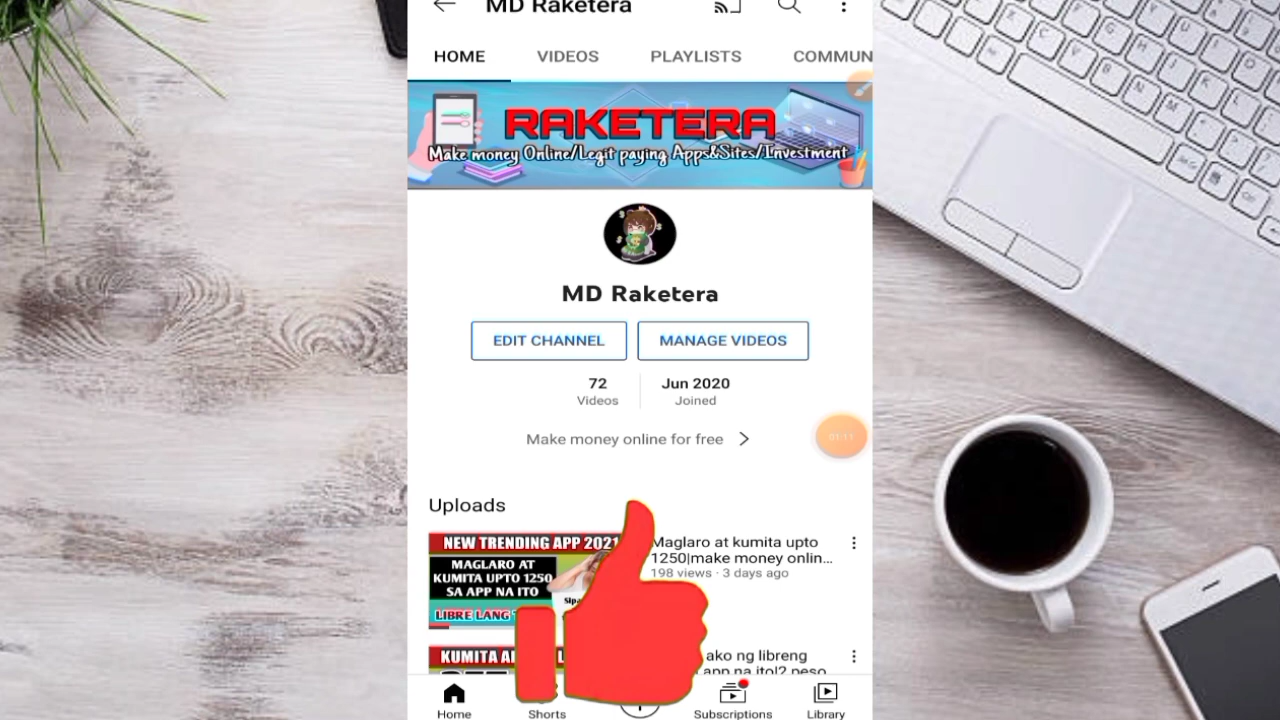 MD Raketera
HOME VIDEOS PLAYLISTS COMMUN
RAKETERA
Make money Online/Legit paying Apps&Sites/Investment
MD Raketera
EDIT CHANNEL MANAGE VIDEOS
72 Jun 2020
Videos Joined
Make money online for free
01:11
Uploads
NEW TRENDING APP 2021
MAGLARO AT
KUMITA UPTO 1250
SA APP NA ITO
LIBRE LANG
Maglaro at kumita upto
1250|make money onlin...
198 views · 3 days ago
KUMITA
ako ng libreng
app na ito!2 peso
Home Shorts Subscriptions Library